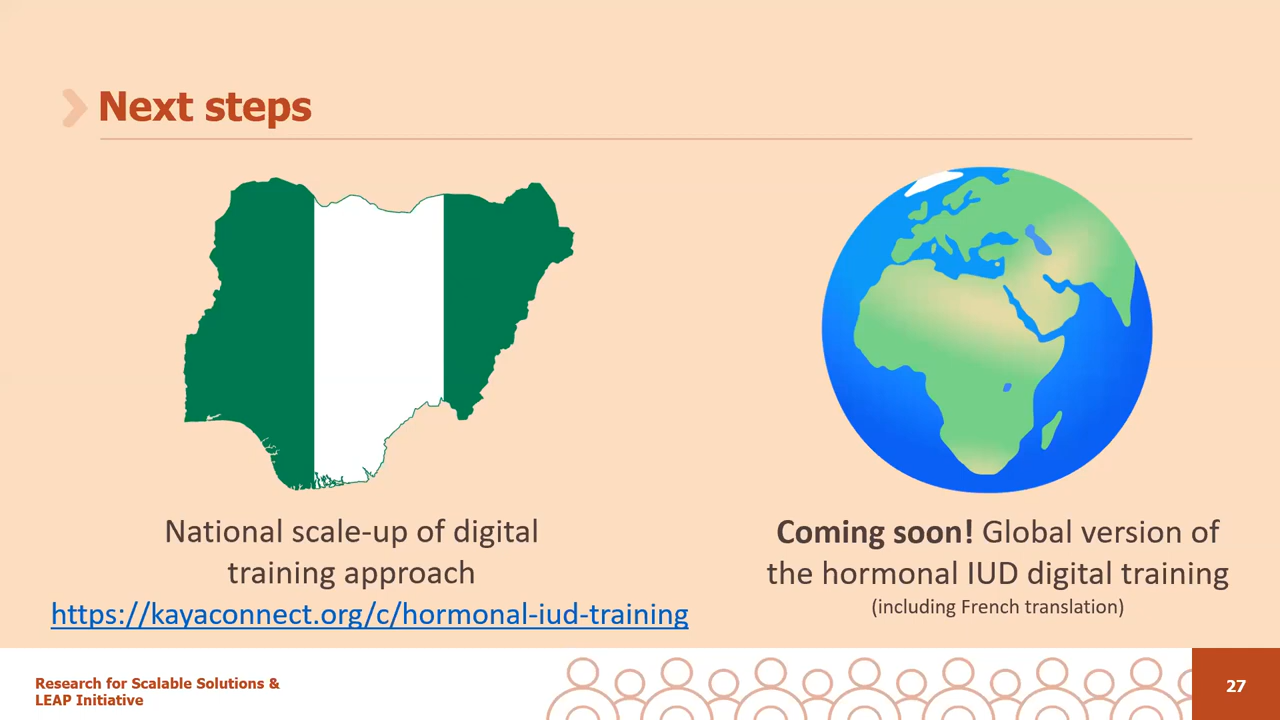 Next steps
National scale-up of digital
training approach
https://kayaconnect.org/c/hormonal-iud-training
Coming soon! Global version of
the hormonal IUD digital training
(including French translation)
Research for Scalable Solutions &
LEAP Initiative
27